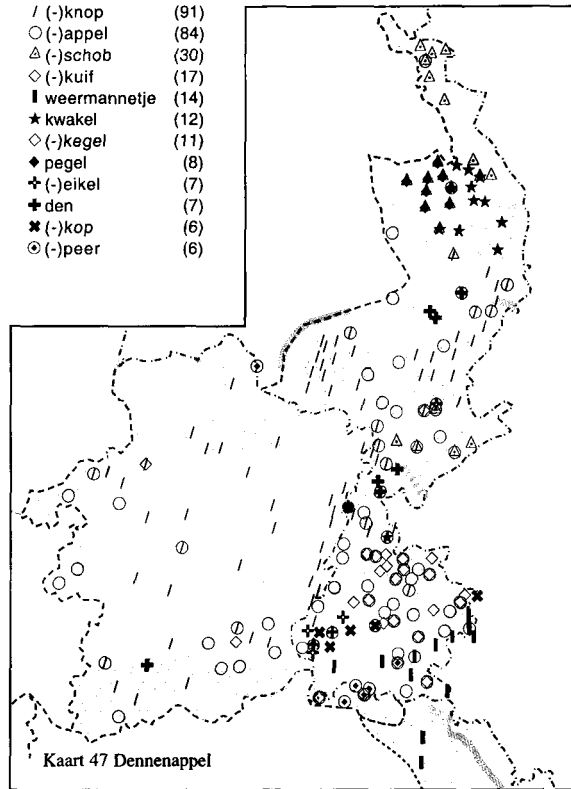 (-)knop (91)
(-)appel (84)
(-)schob (30)
(-)kuif (17)
weermannetje (14)
kwakel (12)
(-)kegel (11)
pegel (8)
(-)eikel (7)
den (7)
(-)kop (6)
(-)peer (6)
Kaart 47 Dennenappel